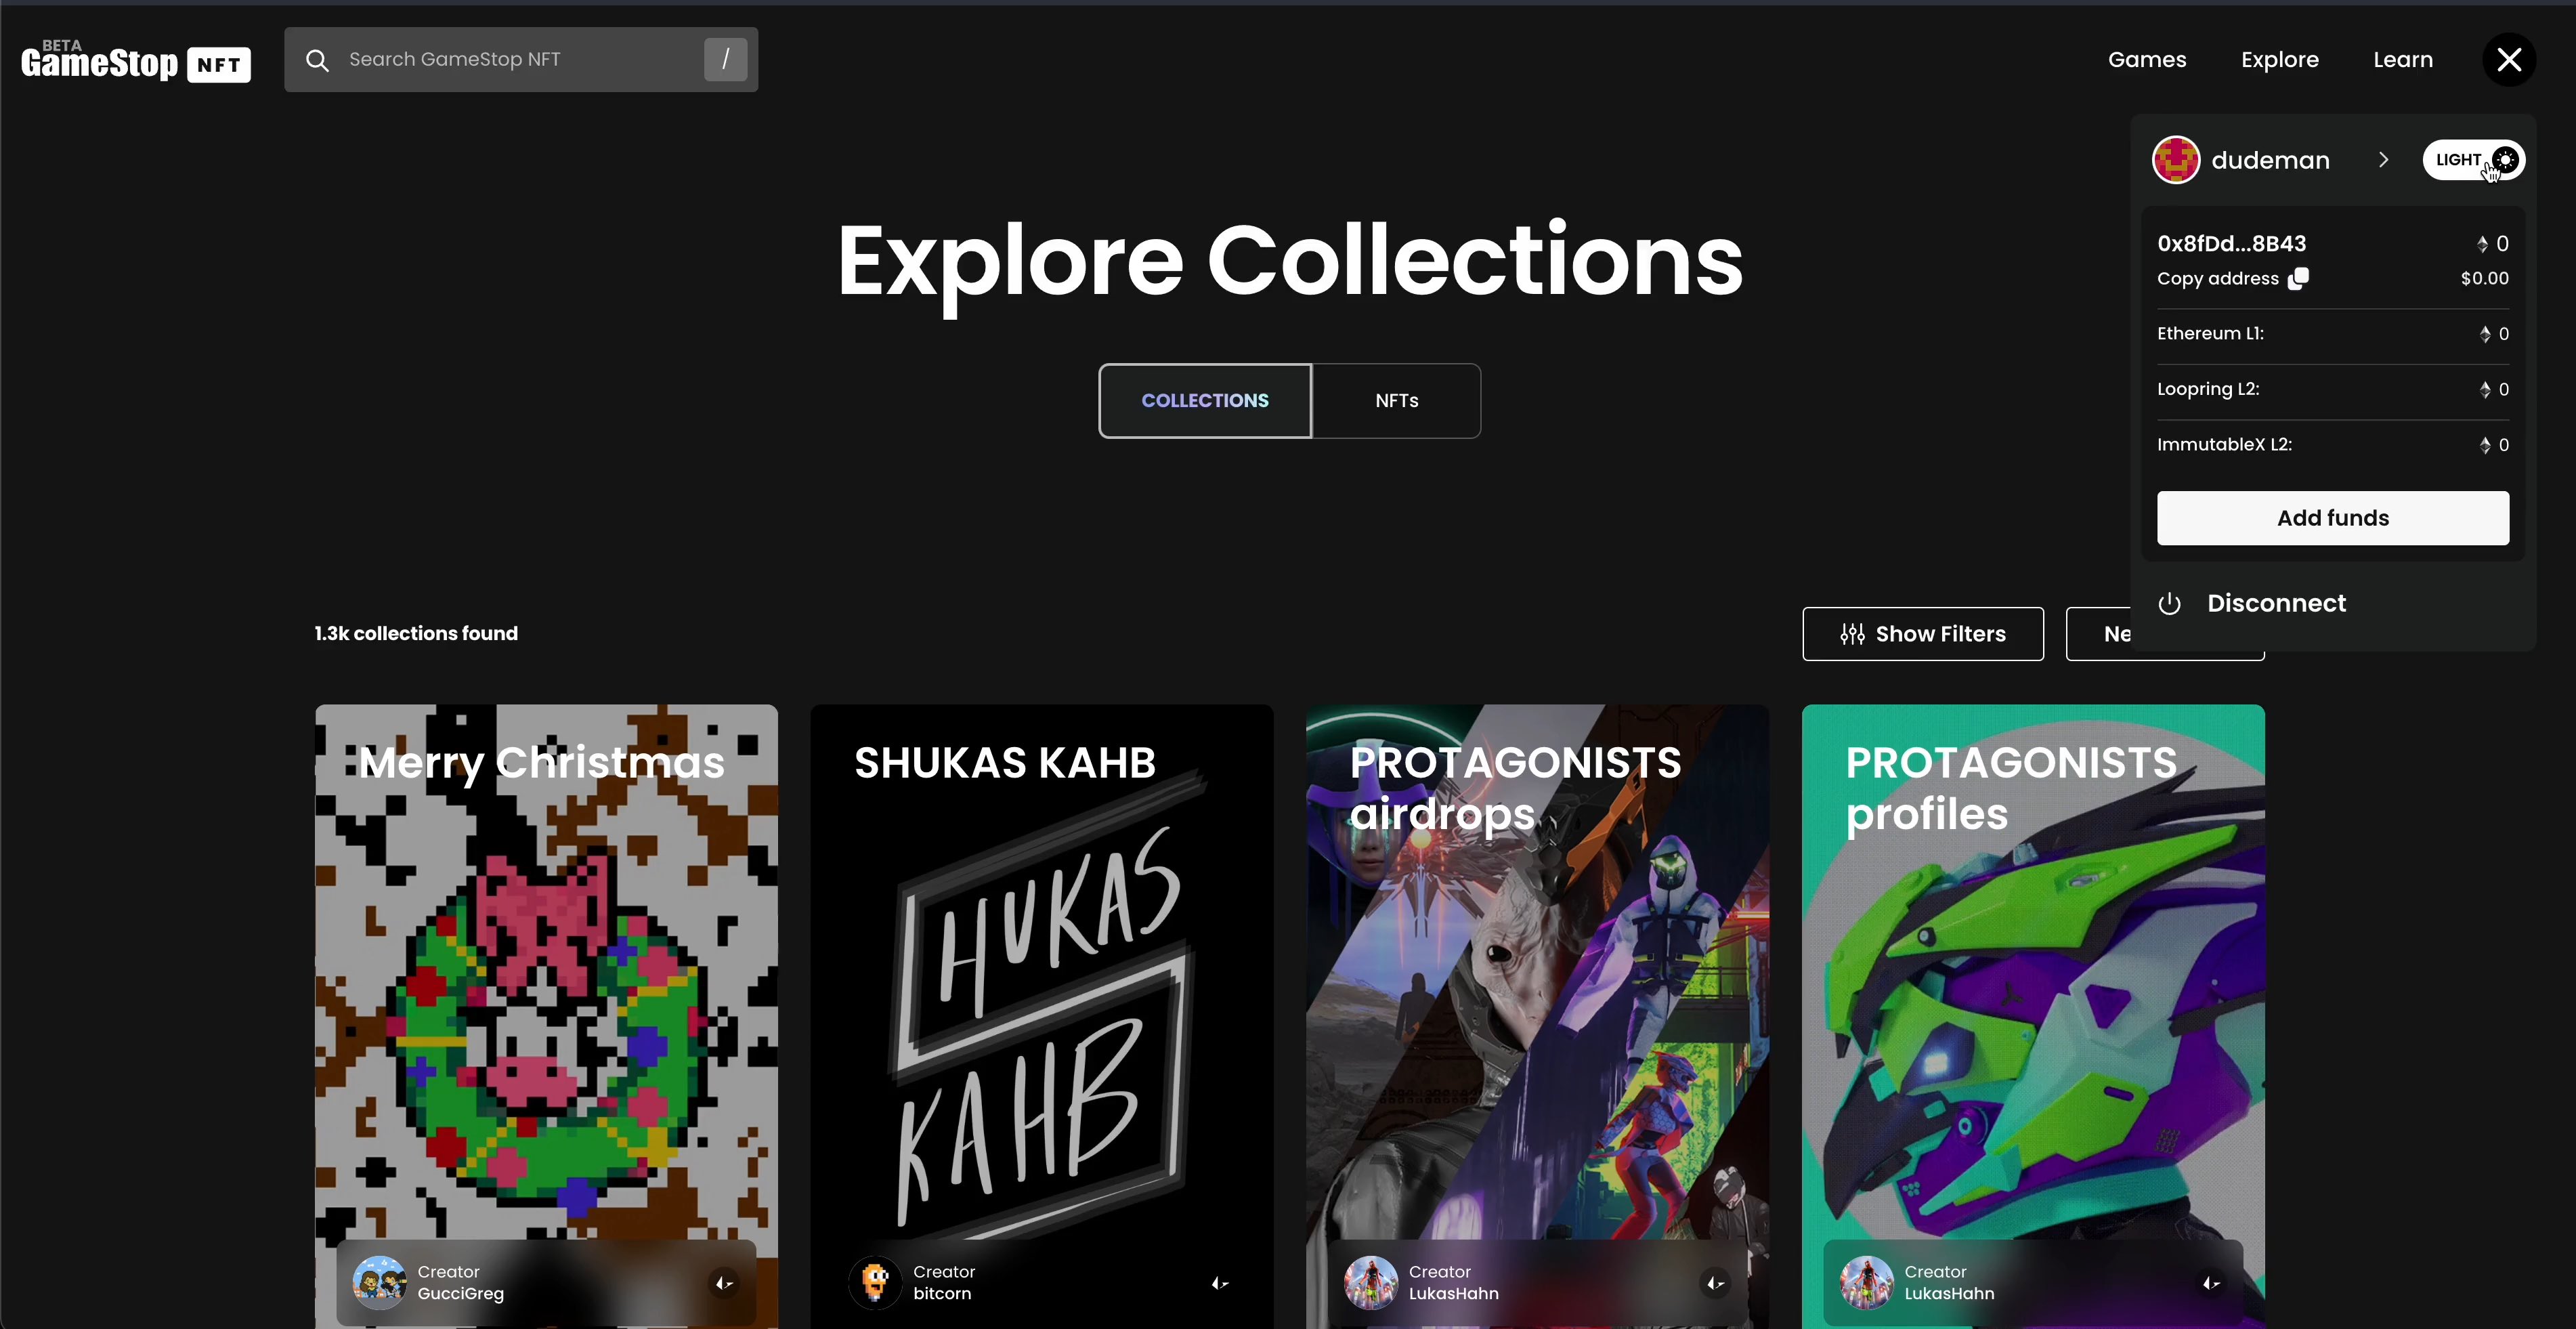 BETA
GameStop NFT
Search GameStop NFT
/
Games
Explore
Learn
dudeman
LIGHT
0x8fDd...8B43
0
Copy address
$0.00
Ethereum L1:
0
Loopring L2:
0
ImmutableX L2:
0
Add funds
Disconnect
Explore Collections
COLLECTIONS
NFTs
1.3k collections found
Show Filters
Ne
Merry Christmas
Creator
GucciGreg
SHUKAS KAHB
HUKAS
KAHB
Creator
bitcorn
PROTAGONISTS
airdrops
Creator
LukasHahn
PROTAGONISTS
profiles
Creator
LukasHahn